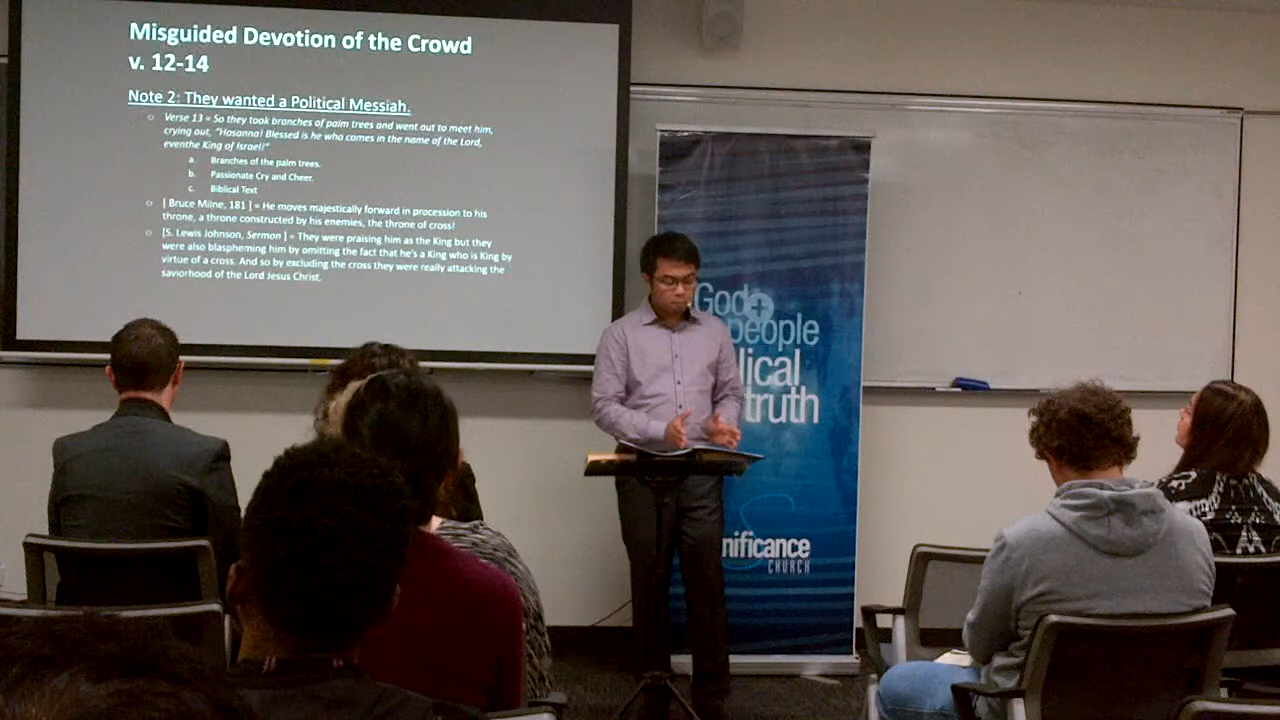 Misguided Devotion of the Crowd
v. 12-14
Note 2: They wanted a Political Messiah.
Verse 13 = So they took branches of palm trees and went out to meet him,
crying out, "Hosanna! Blessed is he who comes in the name of the Lord,
eventhe King of Israel!"
a. Branches of the palm trees.
b. Passionate Cry and Cheer.
c. Biblical Text
[ Bruce Milne, 181 ] = He moves majestically forward in procession to his
throne, a throne constructed by his enemies, the throne of cross!
[S. Lewis Johnson, Sermon ] = They were praising him as the King but they
were also blaspheming him by omitting the fact that he's a King who is King by
virtue of a cross. And so by excluding the cross they were really attacking the
saviorhood of the Lord Jesus Christ.
God+
people
lical
truth
nificance
CHURCH